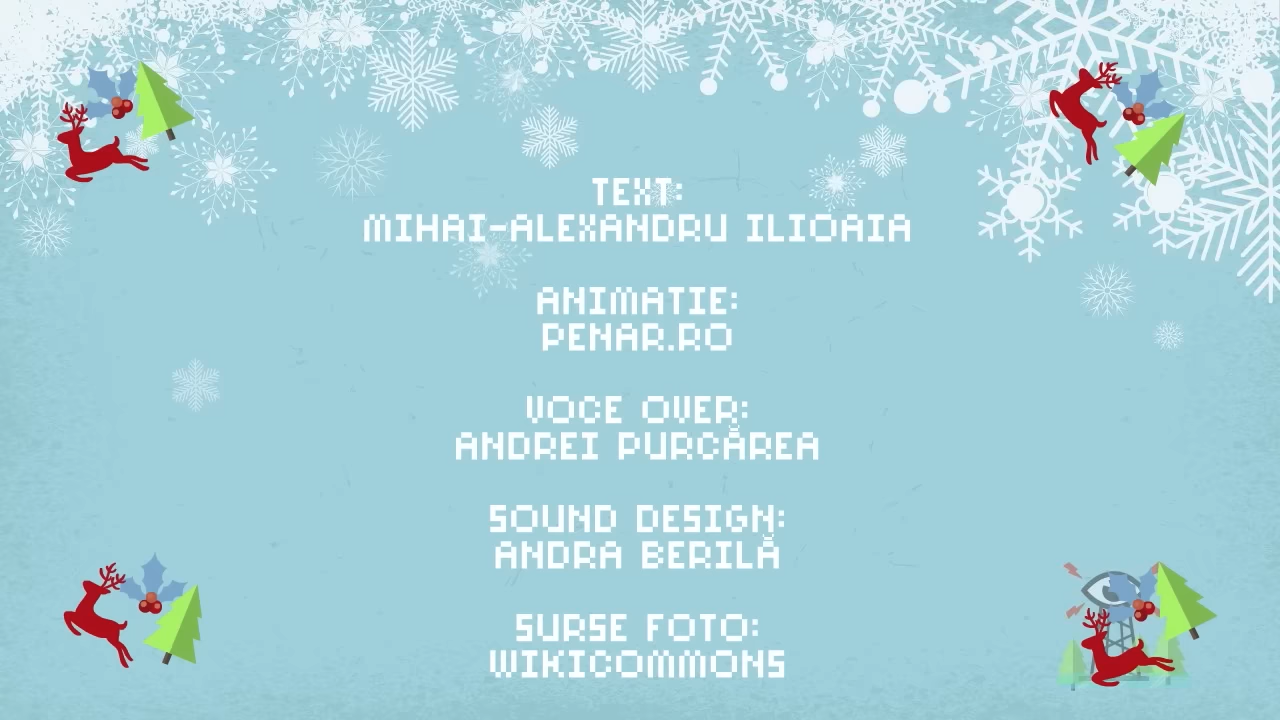 TEXT:
MIHAI-ALEXANDRU ILIOAIA
ANIMATIE:
PENAR.RO
VOCE OVER:
ANDREI PURCĂREA
SOUND DESIGN:
ANDRA BERILĂ
SURSE FOTO:
WIKICOMMONS